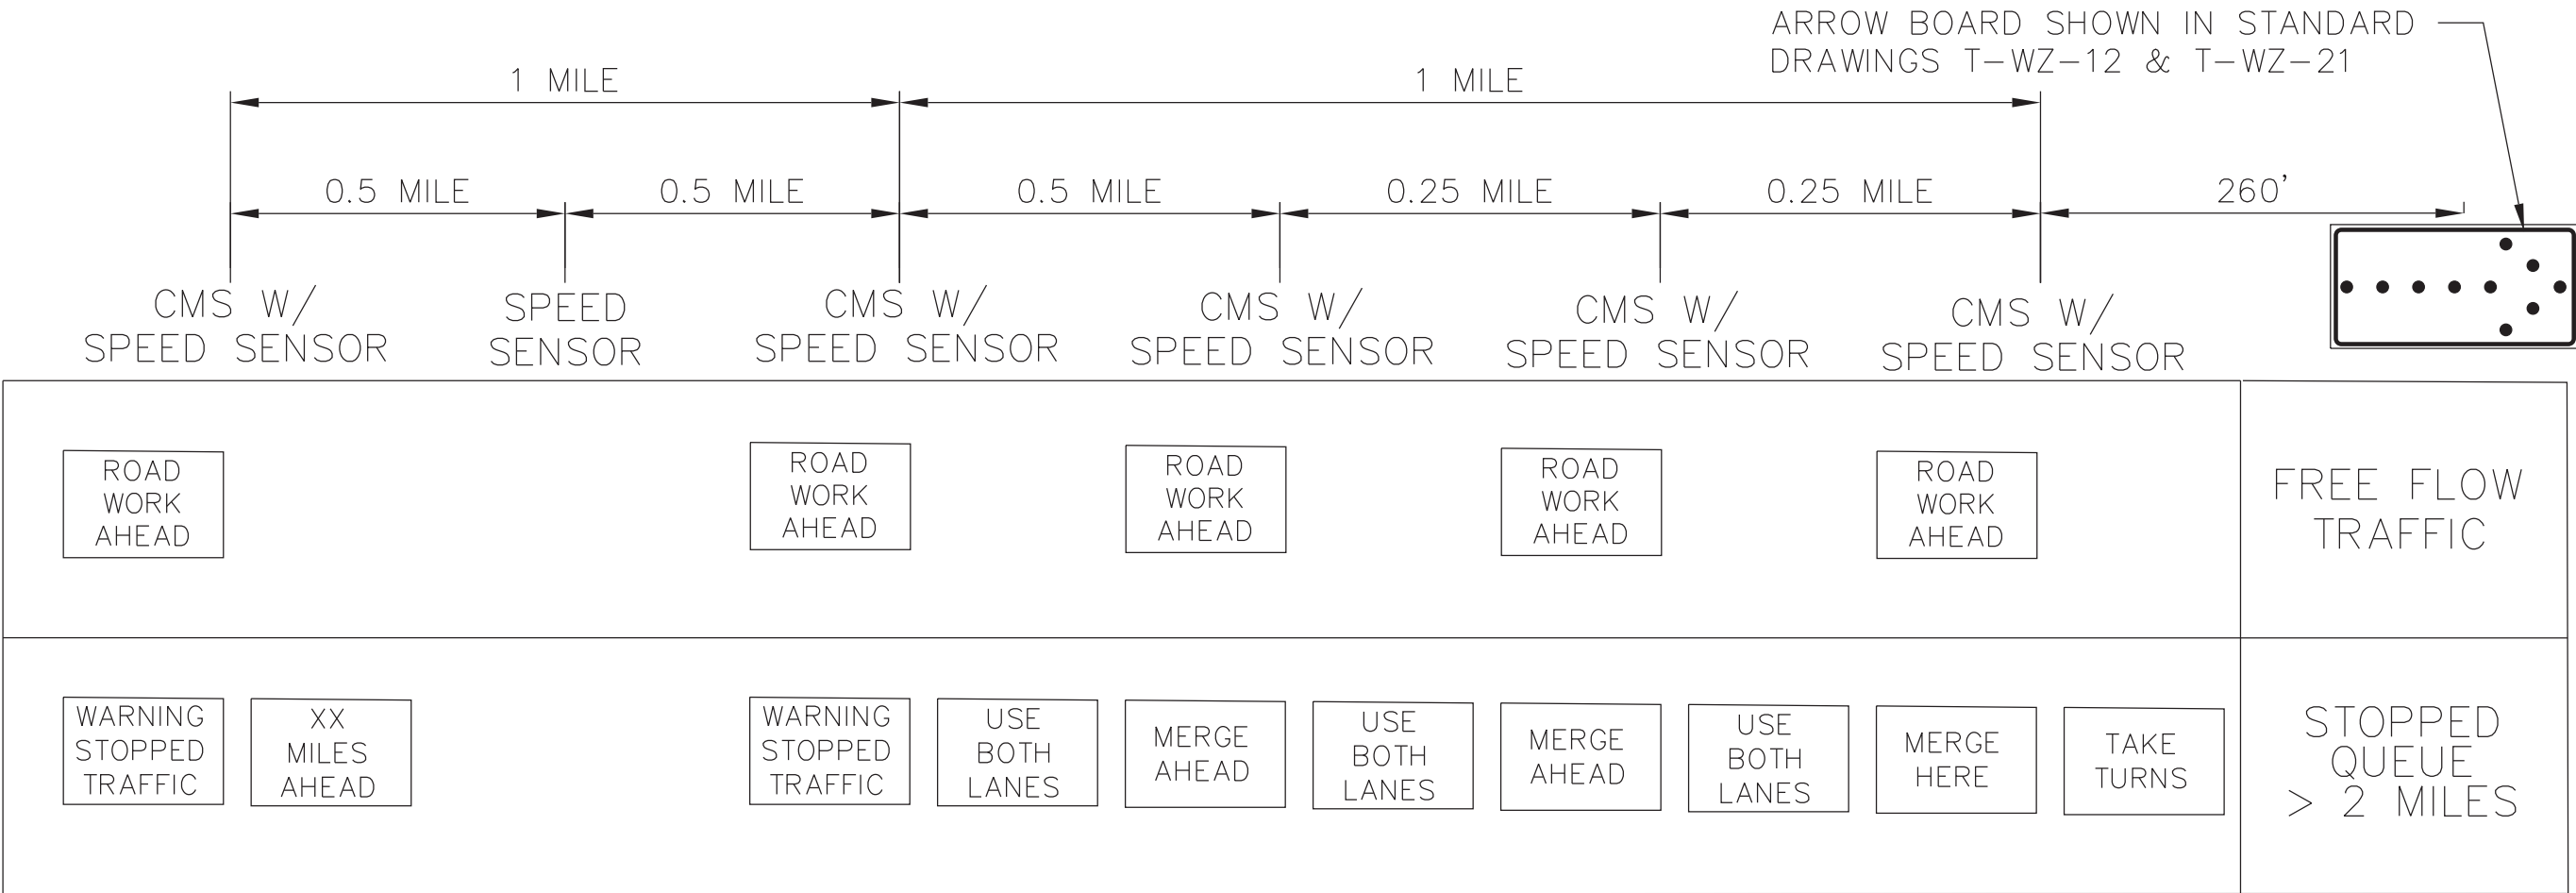 ARROW BOARD SHOWN IN STANDARD
DRAWINGS T-WZ-12 & T-WZ-21
1 MILE
1 MILE
0.5 MILE
0.5 MILE
0.5 MILE
0.25 MILE
0.25 MILE
260'
CMS W/
SPEED SENSOR
SPEED
SENSOR
CMS W/
SPEED SENSOR
CMS W/
SPEED SENSOR
CMS W/
SPEED SENSOR
CMS W/
SPEED SENSOR
ROAD
WORK
AHEAD
ROAD
WORK
AHEAD
ROAD
WORK
AHEAD
ROAD
WORK
AHEAD
ROAD
WORK
AHEAD
FREE FLOW
TRAFFIC
WARNING
STOPPED
TRAFFIC
XX
MILES
AHEAD
WARNING
STOPPED
TRAFFIC
USE
BOTH
LANES
MERGE
AHEAD
USE
BOTH
LANES
MERGE
AHEAD
USE
BOTH
LANES
MERGE
HERE
TAKE
TURNS
STOPPED
QUEUE
> 2 MILES